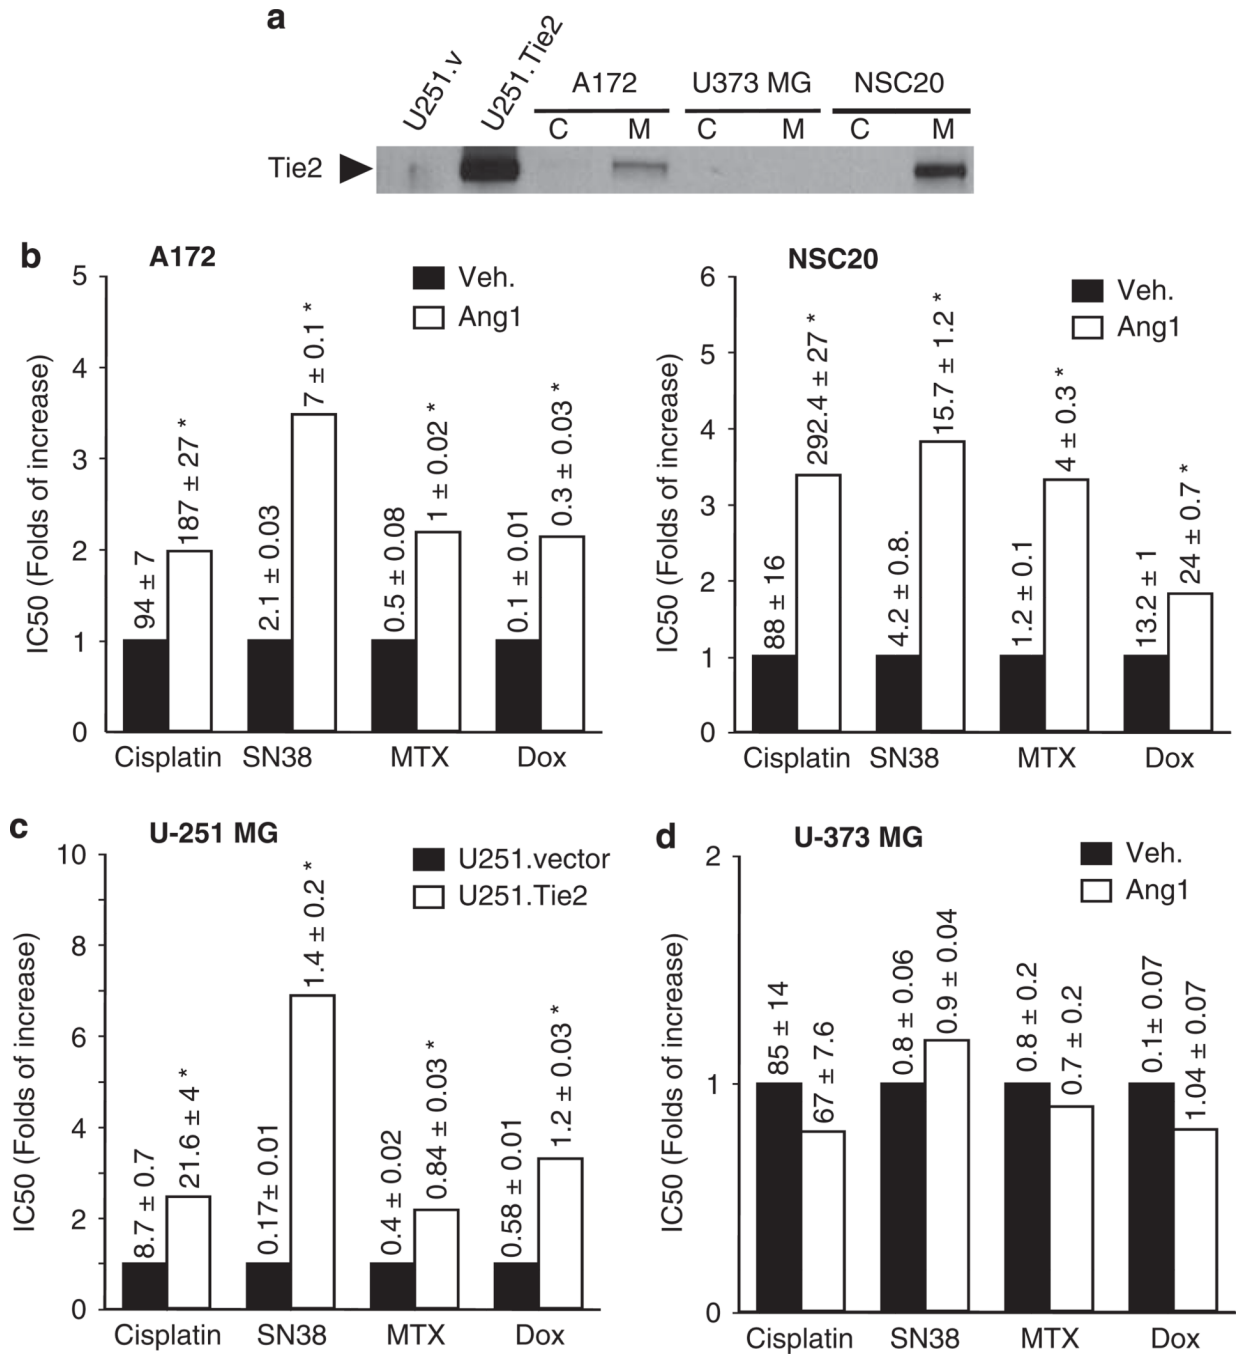 a
U251.v
U251.Tie2
A172
U373 MG
NSC20
C
M
C
M
C
M
Tie2
b
A172
Veh.
Ang1
IC50 (Folds of increase)
5
4
3
2
1
0
94 ± 7
187 ± 27 *
2.1 ± 0.03
7 ± 0.1 *
0.5 ± 0.08
1 ± 0.02 *
0.1 ± 0.01
0.3 ± 0.03 *
Cisplatin
SN38
MTX
Dox
NSC20
Veh.
Ang1
IC50 (Folds of increase)
6
5
4
3
2
1
0
88 ± 16
292.4 ± 27 *
4.2 ± 0.8.
15.7 ± 1.2 *
1.2 ± 0.1
4 ± 0.3 *
13.2 ± 1
24 ± 0.7 *
Cisplatin
SN38
MTX
Dox
c
U-251 MG
U251.vector
U251.Tie2
IC50 (Folds of increase)
10
8
6
4
2
0
8.7 ± 0.7
21.6 ± 4 *
0.17± 0.01
1.4 ± 0.2 *
0.4 ± 0.02
0.84 ± 0.03 *
0.58 ± 0.01
1.2 ± 0.03 *
Cisplatin
SN38
MTX
Dox
d
U-373 MG
Veh.
Ang1
IC50 (Folds of increase)
2
1
0
85 ± 14
67 ± 7.6
0.8 ± 0.06
0.9 ± 0.04
0.8 ± 0.2
0.7 ± 0.2
0.1± 0.07
1.04 ± 0.07
Cisplatin
SN38
MTX
Dox